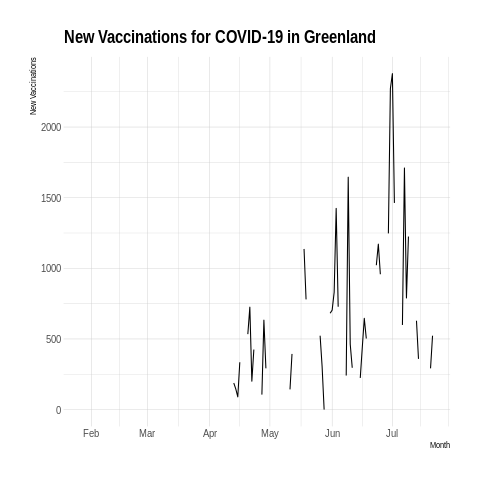 New Vaccinations for COVID-19 in Greenland
New Vaccinations
2000
1500
1000
500
0
Feb Mar Apr May Jun Jul
Month